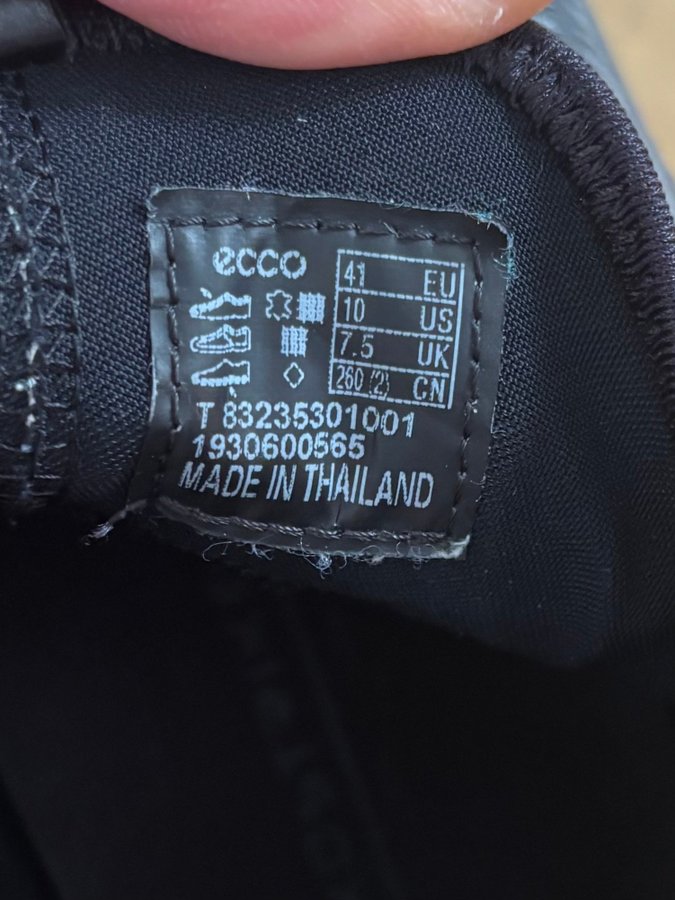 ecco
41 EU
10 US
7.5 UK
260 (2) CN
T 83235301001
1930600565
MADE IN THAILAND